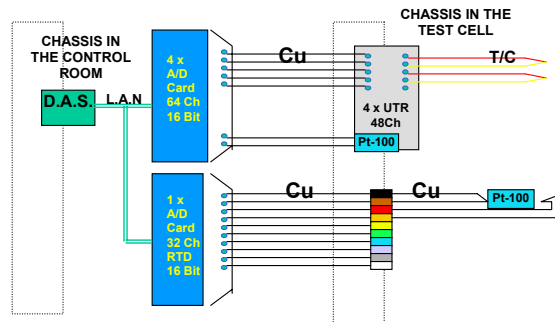 CHASSIS IN THE
TEST CELL
CHASSIS IN
THE CONTROL
ROOM
D.A.S.
L.A.N
4 x
A/D
Card
64 Ch
16 Bit
Cu
T/C
4 x UTR
48Ch
Pt-100
1 x
A/D
Card
32 Ch
RTD
16 Bit
Cu
Cu
Pt-100